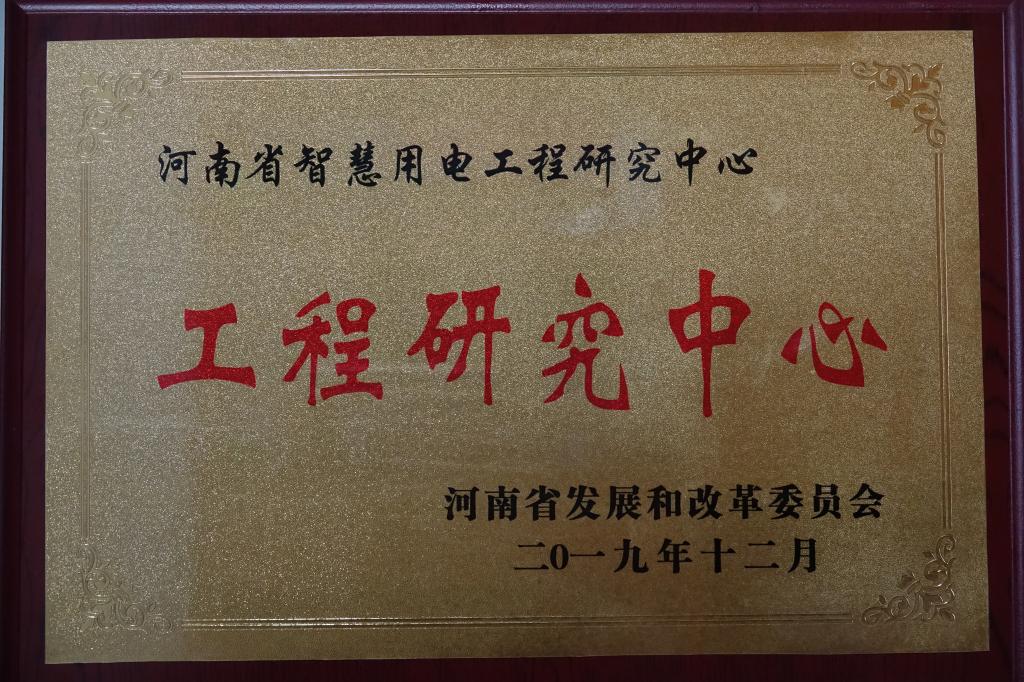 河南省智慧用电工程研究中心
工程研究中心
河南省发展和改革委员会
二0一九年十二月